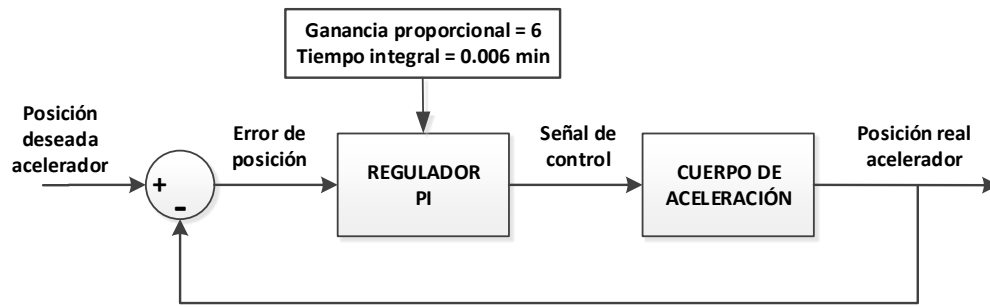 Ganancia proporcional = 6
Tiempo integral = 0.006 min
Posición
deseada
acelerador
+
-
Error de
posición
REGULADOR
PI
Señal de
control
CUERPO DE
ACELERACIÓN
Posición real
acelerador